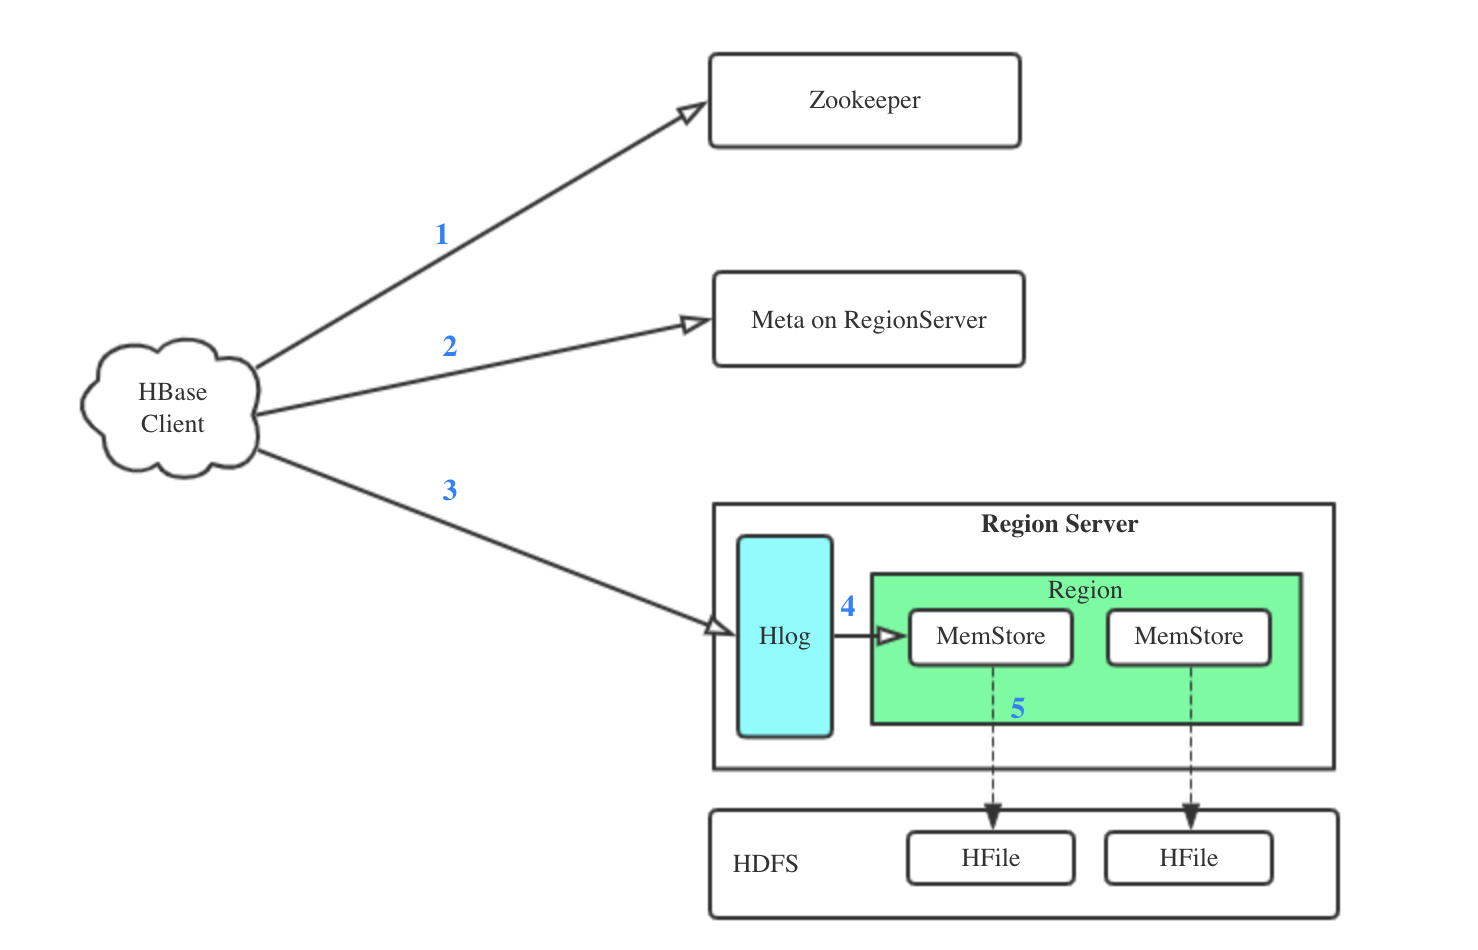 Zookeeper
1
Meta on RegionServer
2
HBase
Client
3
Region Server
Region
4
Hlog
MemStore
MemStore
5
HDFS
HFile
HFile